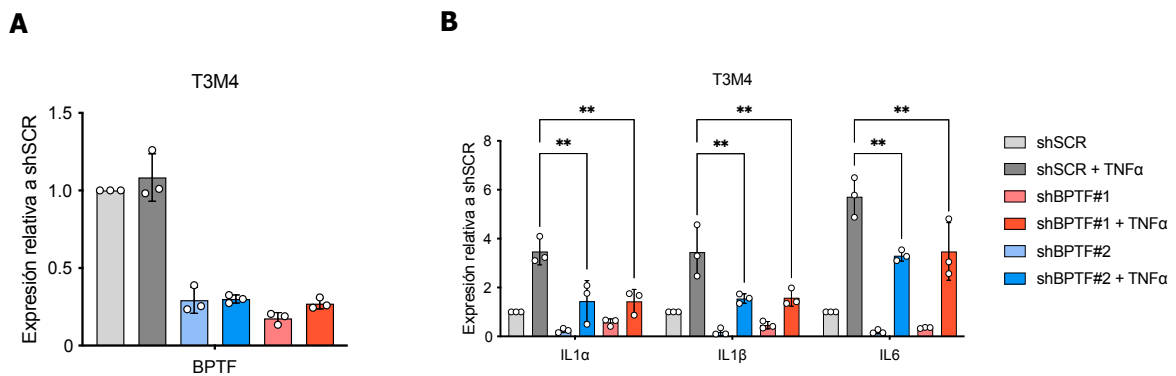 A
T3M4
Expresión relativa a shSCR
1.5
1.0
0.5
0
BPTF
B
T3M4
Expresión relativa a shSCR
8
6
4
2
0
**
**
**
**
**
**
IL1α
IL1β
IL6
shSCR
shSCR + TNFα
shBPTF#1
shBPTF#1 + TNFα
shBPTF#2
shBPTF#2 + TNFα